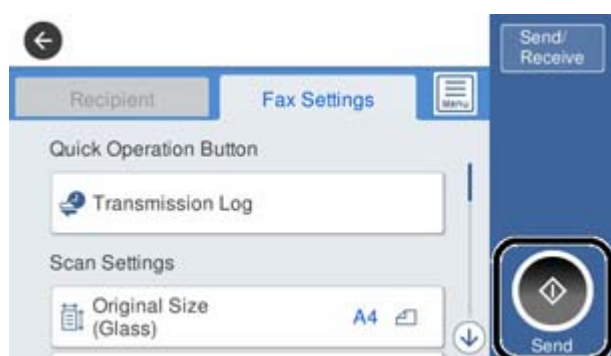 Send/
Receive
Recipient
Fax Settings
Menu
Quick Operation Button
Transmission Log
Scan Settings
Original Size
(Glass)
A4
Send